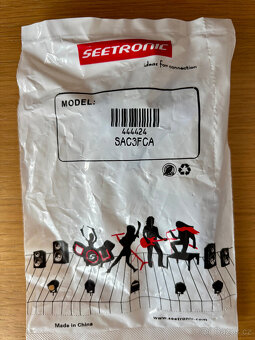 SEETRONIC
ideas for connection
MODEL:
444424
SAC3FCA
www.seetronic.com
Made in China